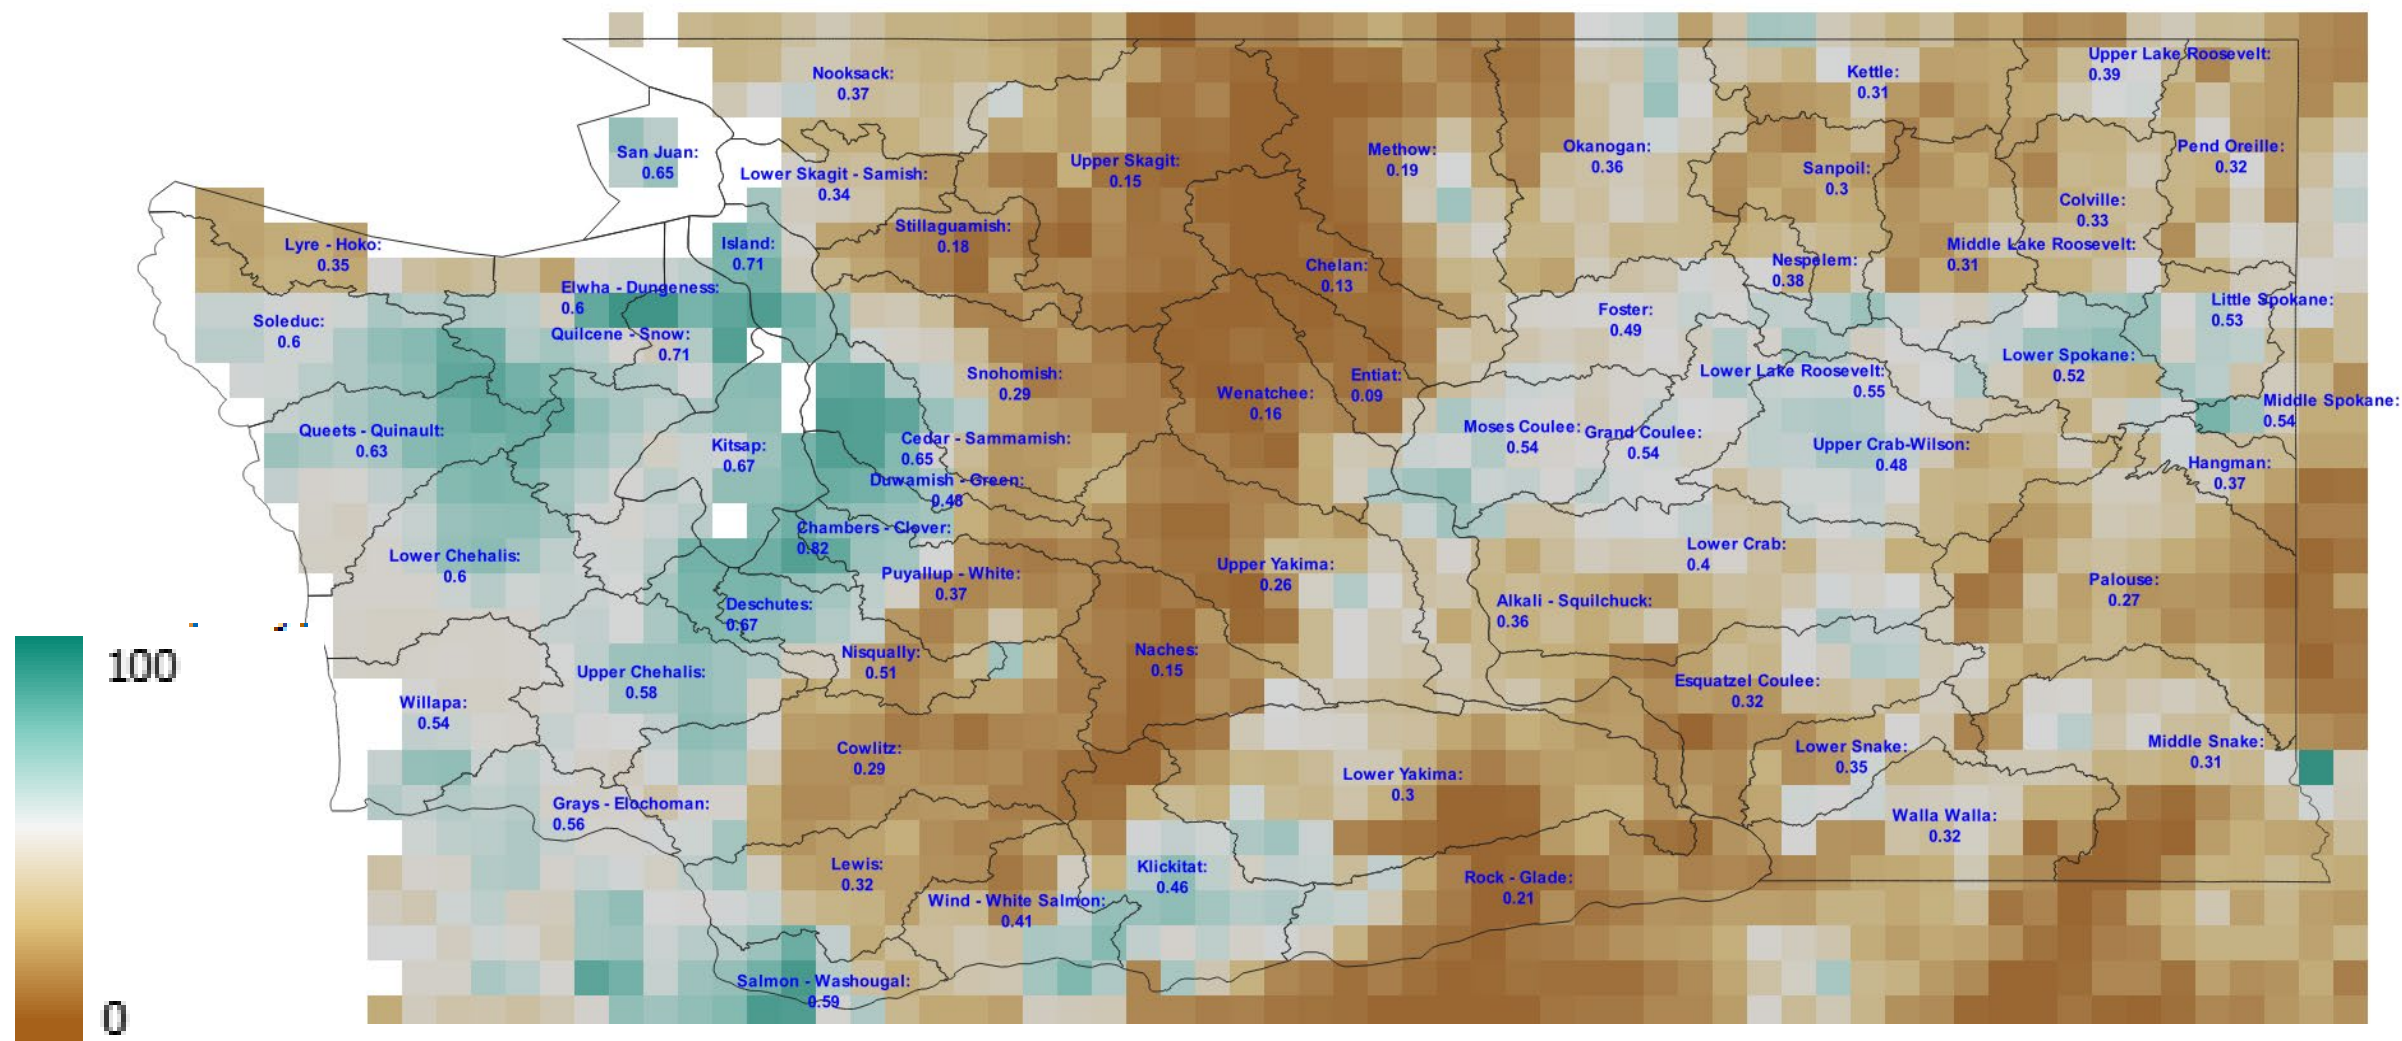 Nooksack:
0.37
Upper Lake Roosevelt:
0.39
Kettle:
0.31
San Juan:
0.65
Lower Skagit - Samish:
0.34
Upper Skagit:
0.15
Methow:
0.19
Okanogan:
0.36
Sanpoil:
0.3
Pend Oreille:
0.32
Colville:
0.33
Lyre - Hoko:
0.35
Island:
0.71
Stillaguamish:
0.18
Middle Lake Roosevelt:
0.31
Chelan:
0.13
Nespelem:
0.38
Elwha - Dungeness:
0.6
Soleduc:
0.6
Quilcene - Snow:
0.71
Foster:
0.49
Little Spokane:
0.53
Snohomish:
0.29
Wenatchee:
0.16
Entiat:
0.09
Lower Lake Roosevelt:
0.55
Lower Spokane:
0.52
Middle Spokane:
0.54
Queets - Quinault:
0.63
Kitsap:
0.67
Cedar - Sammamish:
0.65
Moses Coulee:
0.54
Grand Coulee:
0.54
Upper Crab-Wilson:
0.48
Hangman:
0.37
Duwamish - Green:
0.48
Chambers - Clover:
0.82
Lower Chehalis:
0.6
Puyallup - White:
0.37
Upper Yakima:
0.26
Lower Crab:
0.4
Palouse:
0.27
Deschutes:
0.67
Alkali - Squilchuck:
0.36
100
Upper Chehalis:
0.58
Nisqually:
0.51
Naches:
0.15
Esquatzel Coulee:
0.32
Willapa:
0.54
Cowlitz:
0.29
Lower Yakima:
0.3
Lower Snake:
0.35
Middle Snake:
0.31
Grays - Elochoman:
0.56
Walla Walla:
0.32
Lewis:
0.32
Klickitat:
0.46
Rock - Glade:
0.21
Wind - White Salmon:
0.41
Salmon - Washougal:
0.59
0